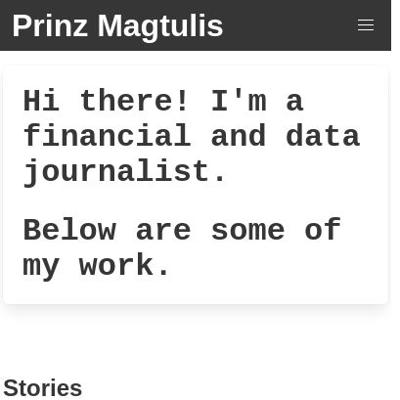 Prinz Magtulis
Hi there! I'm a
financial and data
journalist.
Below are some of
my work.
Stories